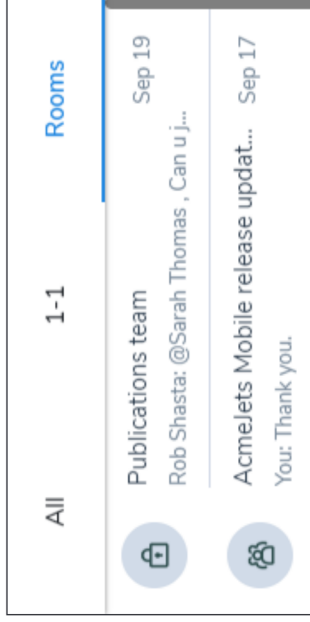 All 1-1 Rooms
Publications team Sep 19
Rob Shasta: @Sarah Thomas , Can u j...
AcmeJets Mobile release updat... Sep 17
You: Thank you.